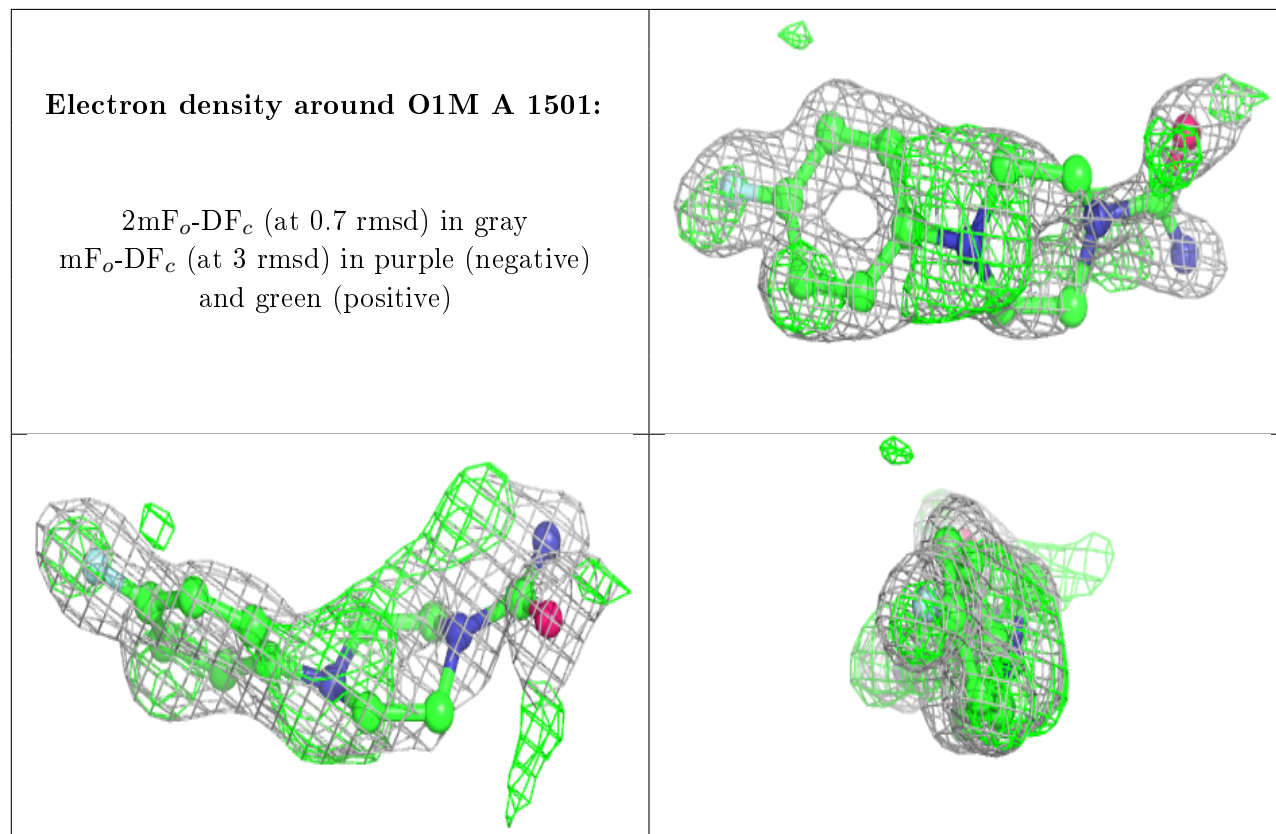 Electron density around O1M A 1501:
2mFo-DFc (at 0.7 rmsd) in gray
mFo-DFc (at 3 rmsd) in purple (negative)
and green (positive)